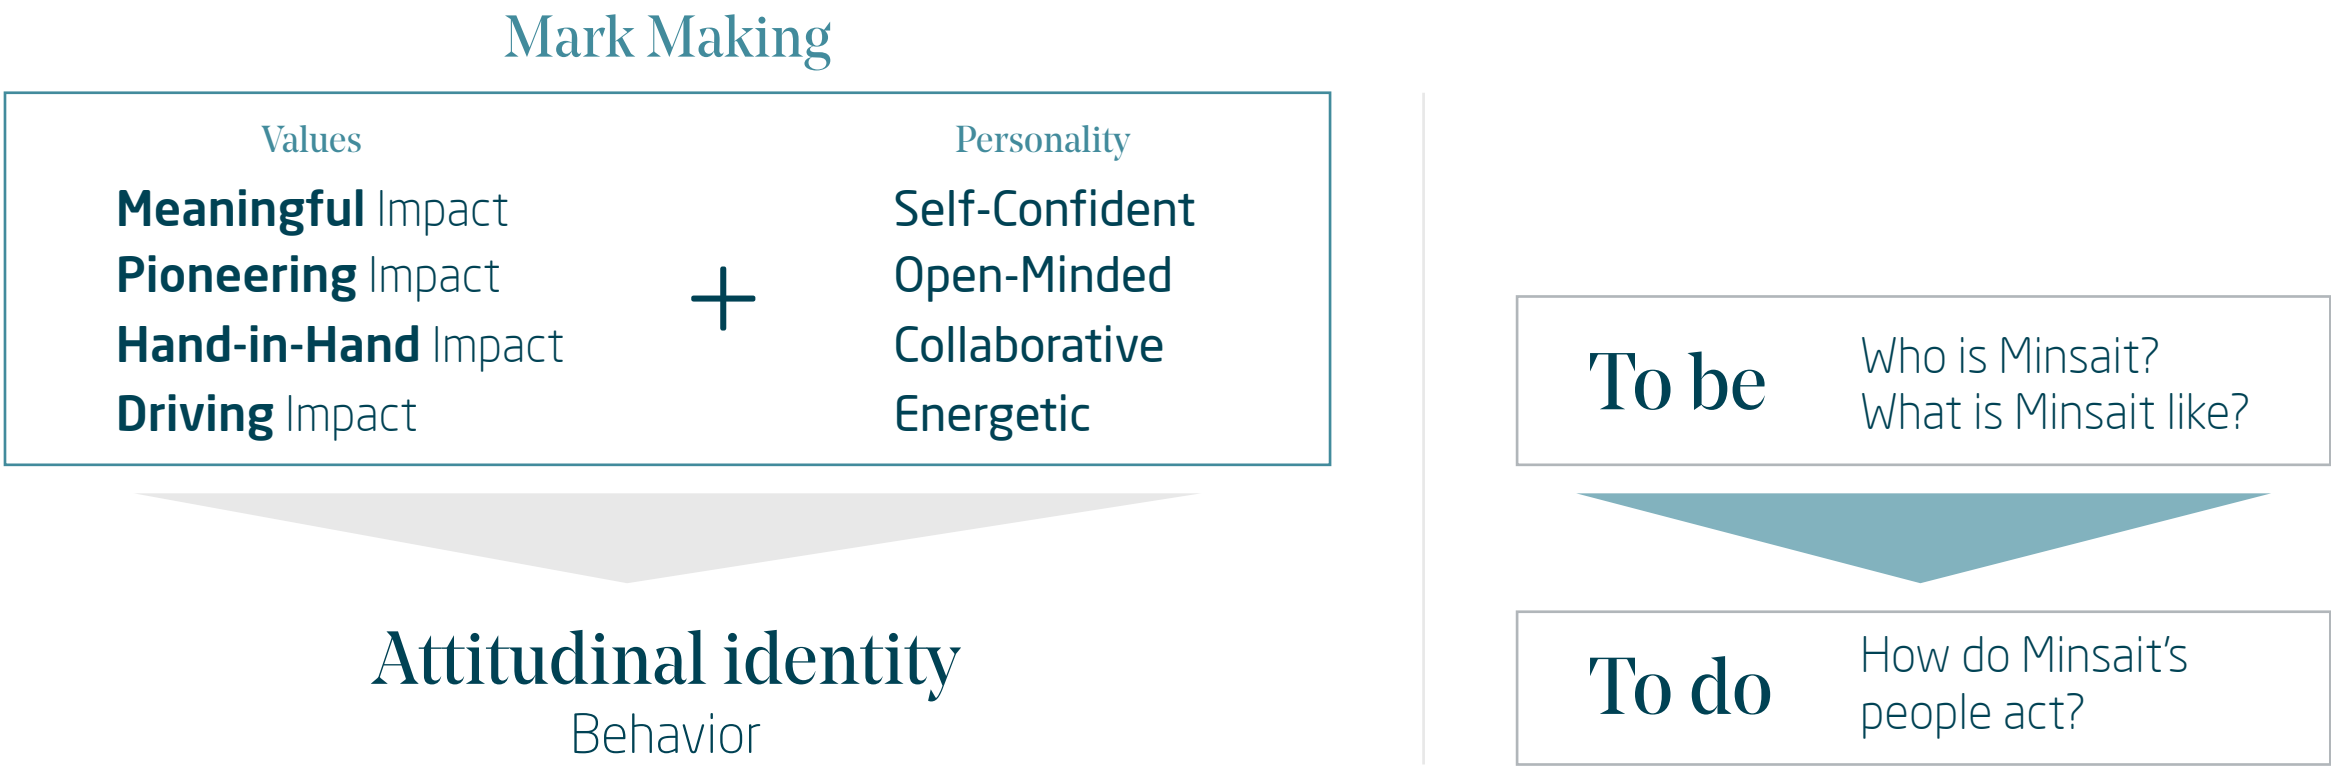 Mark Making
Values
Meaningful Impact
Pioneering Impact
Hand-in-Hand Impact
Driving Impact
+
Personality
Self-Confident
Open-Minded
Collaborative
Energetic
Attitudinal identity
Behavior
To be
Who is Minsait?
What is Minsait like?
To do
How do Minsait’s
people act?